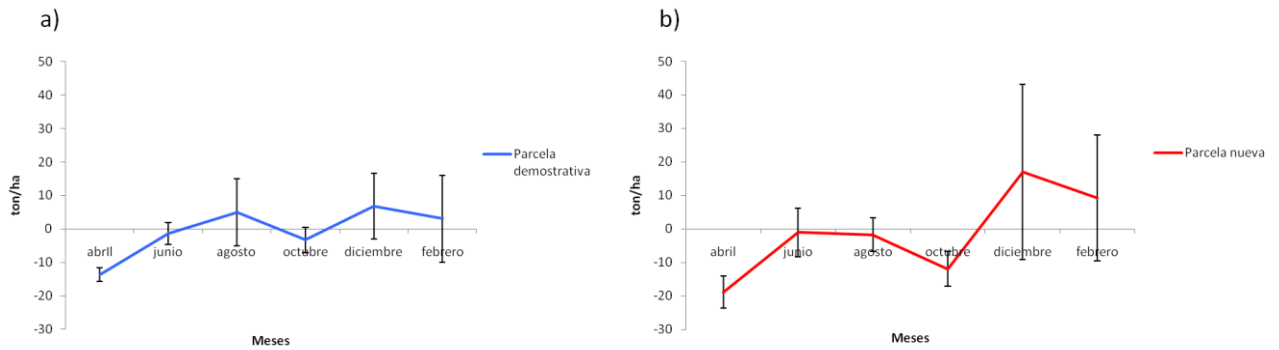 a)
50
40
30
20
10
0
-10
-20
-30
ton/ha
abril
junio
agosto
octubre
diciembre
febrero
Meses
Parcela
demostrativa
b)
50
40
30
20
10
0
-10
-20
-30
ton/ha
abril
junio
agosto
octubre
diciembre
febrero
Meses
Parcela nueva